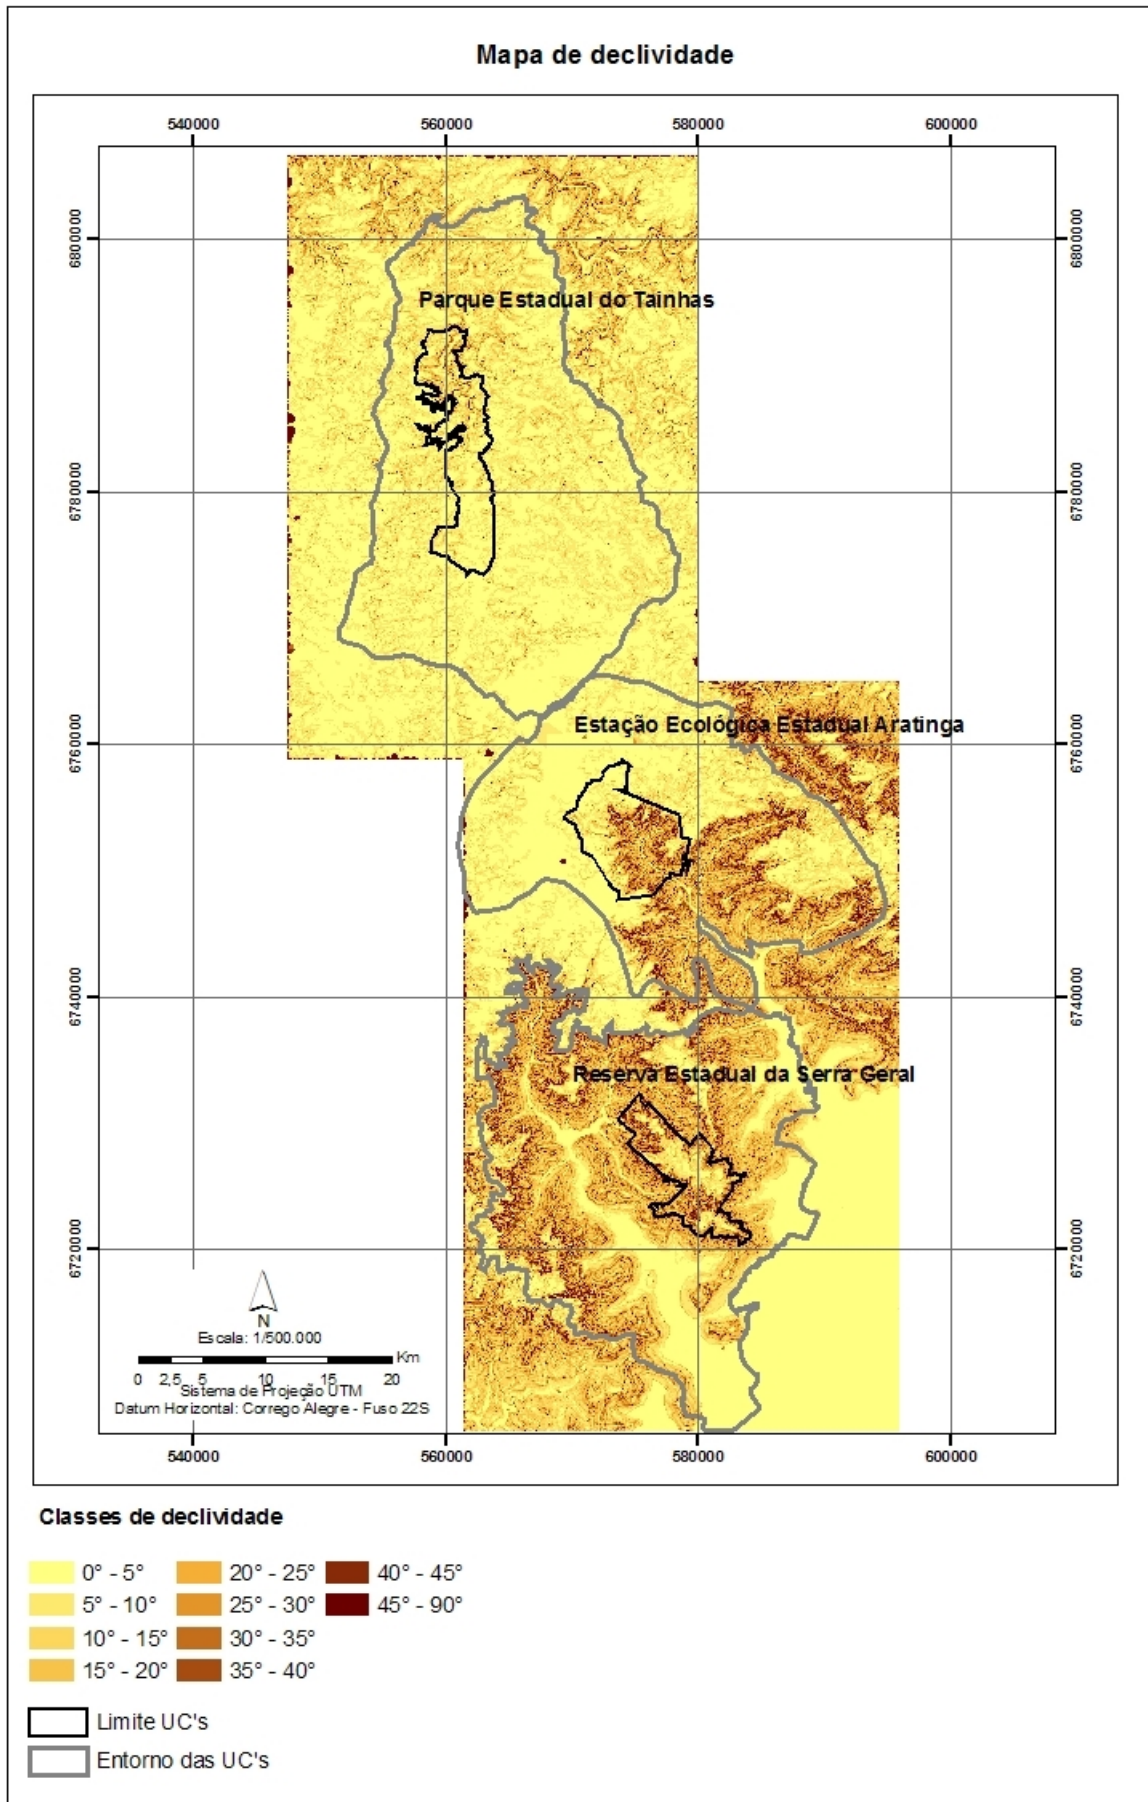 Mapa de declividade
540000 560000 580000 600000
6800000 6800000
Parque Estadual do Tainhas
6780000 6780000
Estação Ecológica Estadual Aratinga
6760000 6760000
6740000 6740000
Reserva Estadual da Serra Geral
6720000 6720000
N
Escala: 1/500.000
Km
0 2,5 5 10 15 20
Sistema de Projeção UTM
Datum Horizontal: Corrego Alegre - Fuso 22S
540000 560000 580000 600000
Classes de declividade
0° - 5° 20° - 25° 40° - 45°
5° - 10° 25° - 30° 45° - 90°
10° - 15° 30° - 35°
15° - 20° 35° - 40°
Limite UC's
Entorno das UC's